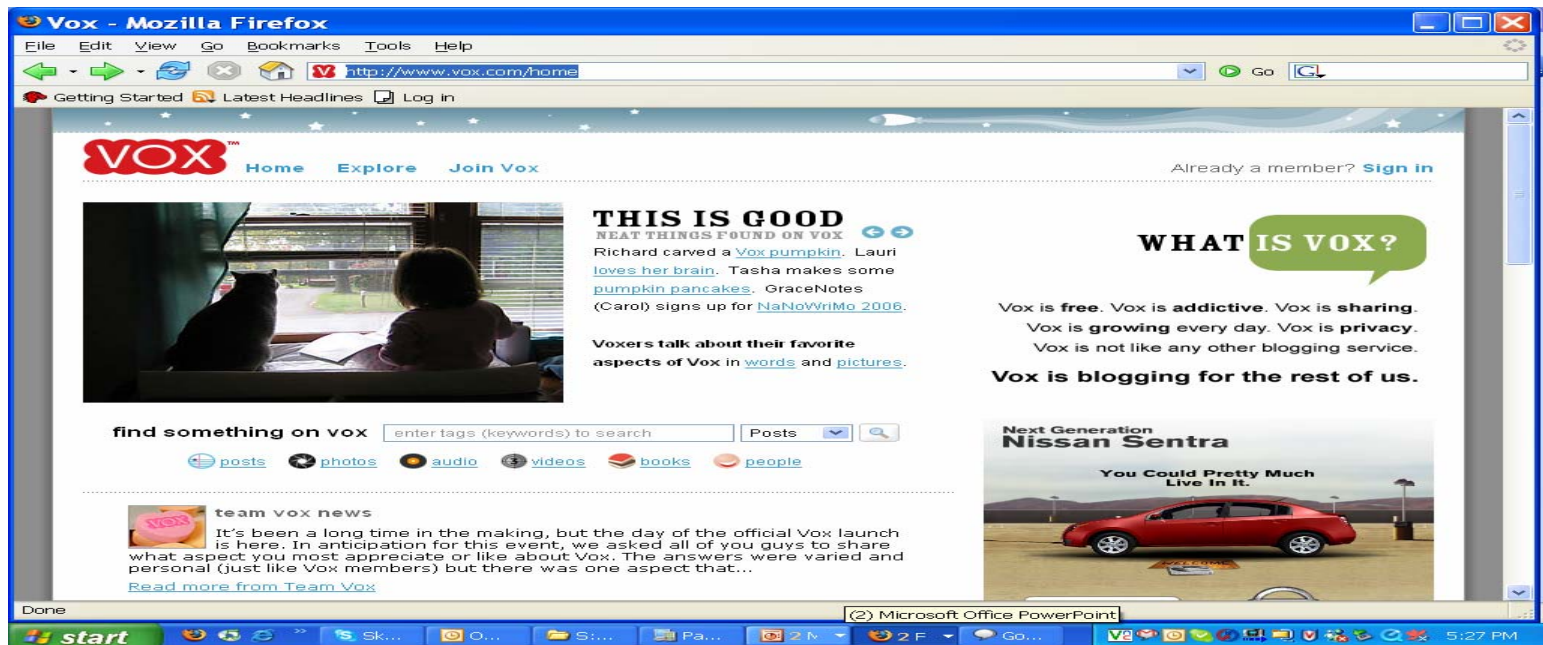 Vox - Mozilla Firefox
File Edit View Go Bookmarks Tools Help
http://www.vox.com/home
Go
Getting Started Latest Headlines Log in
VOX™
Home Explore Join Vox
Already a member? Sign in
THIS IS GOOD
NEAT THINGS FOUND ON VOX
Richard carved a Vox pumpkin. Lauri
loves her brain. Tasha makes some
pumpkin pancakes. GraceNotes
(Carol) signs up for NaNoWriMo 2006.
Voxers talk about their favorite
aspects of Vox in words and pictures.
WHAT IS VOX?
Vox is free. Vox is addictive. Vox is sharing.
Vox is growing every day. Vox is privacy.
Vox is not like any other blogging service.
Vox is blogging for the rest of us.
find something on vox enter tags (keywords) to search Posts
posts photos audio videos books people
Next Generation
Nissan Sentra
You Could Pretty Much
Live In It.
WELCOME
team vox news
VOX
It's been a long time in the making, but the day of the official Vox launch
is here. In anticipation for this event, we asked all of you guys to share
what aspect you most appreciate or like about Vox. The answers were varied and
personal (just like Vox members) but there was one aspect that...
Read more from Team Vox
Done
(2) Microsoft Office PowerPoint
start Sk... O... S:... Pa... 2 2 F Go... V2 5:27 PM